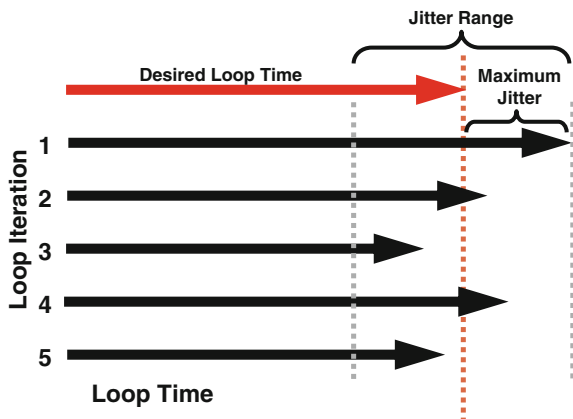 Jitter Range
Desired Loop Time
Maximum
Jitter
Loop Iteration
1
2
3
4
5
Loop Time